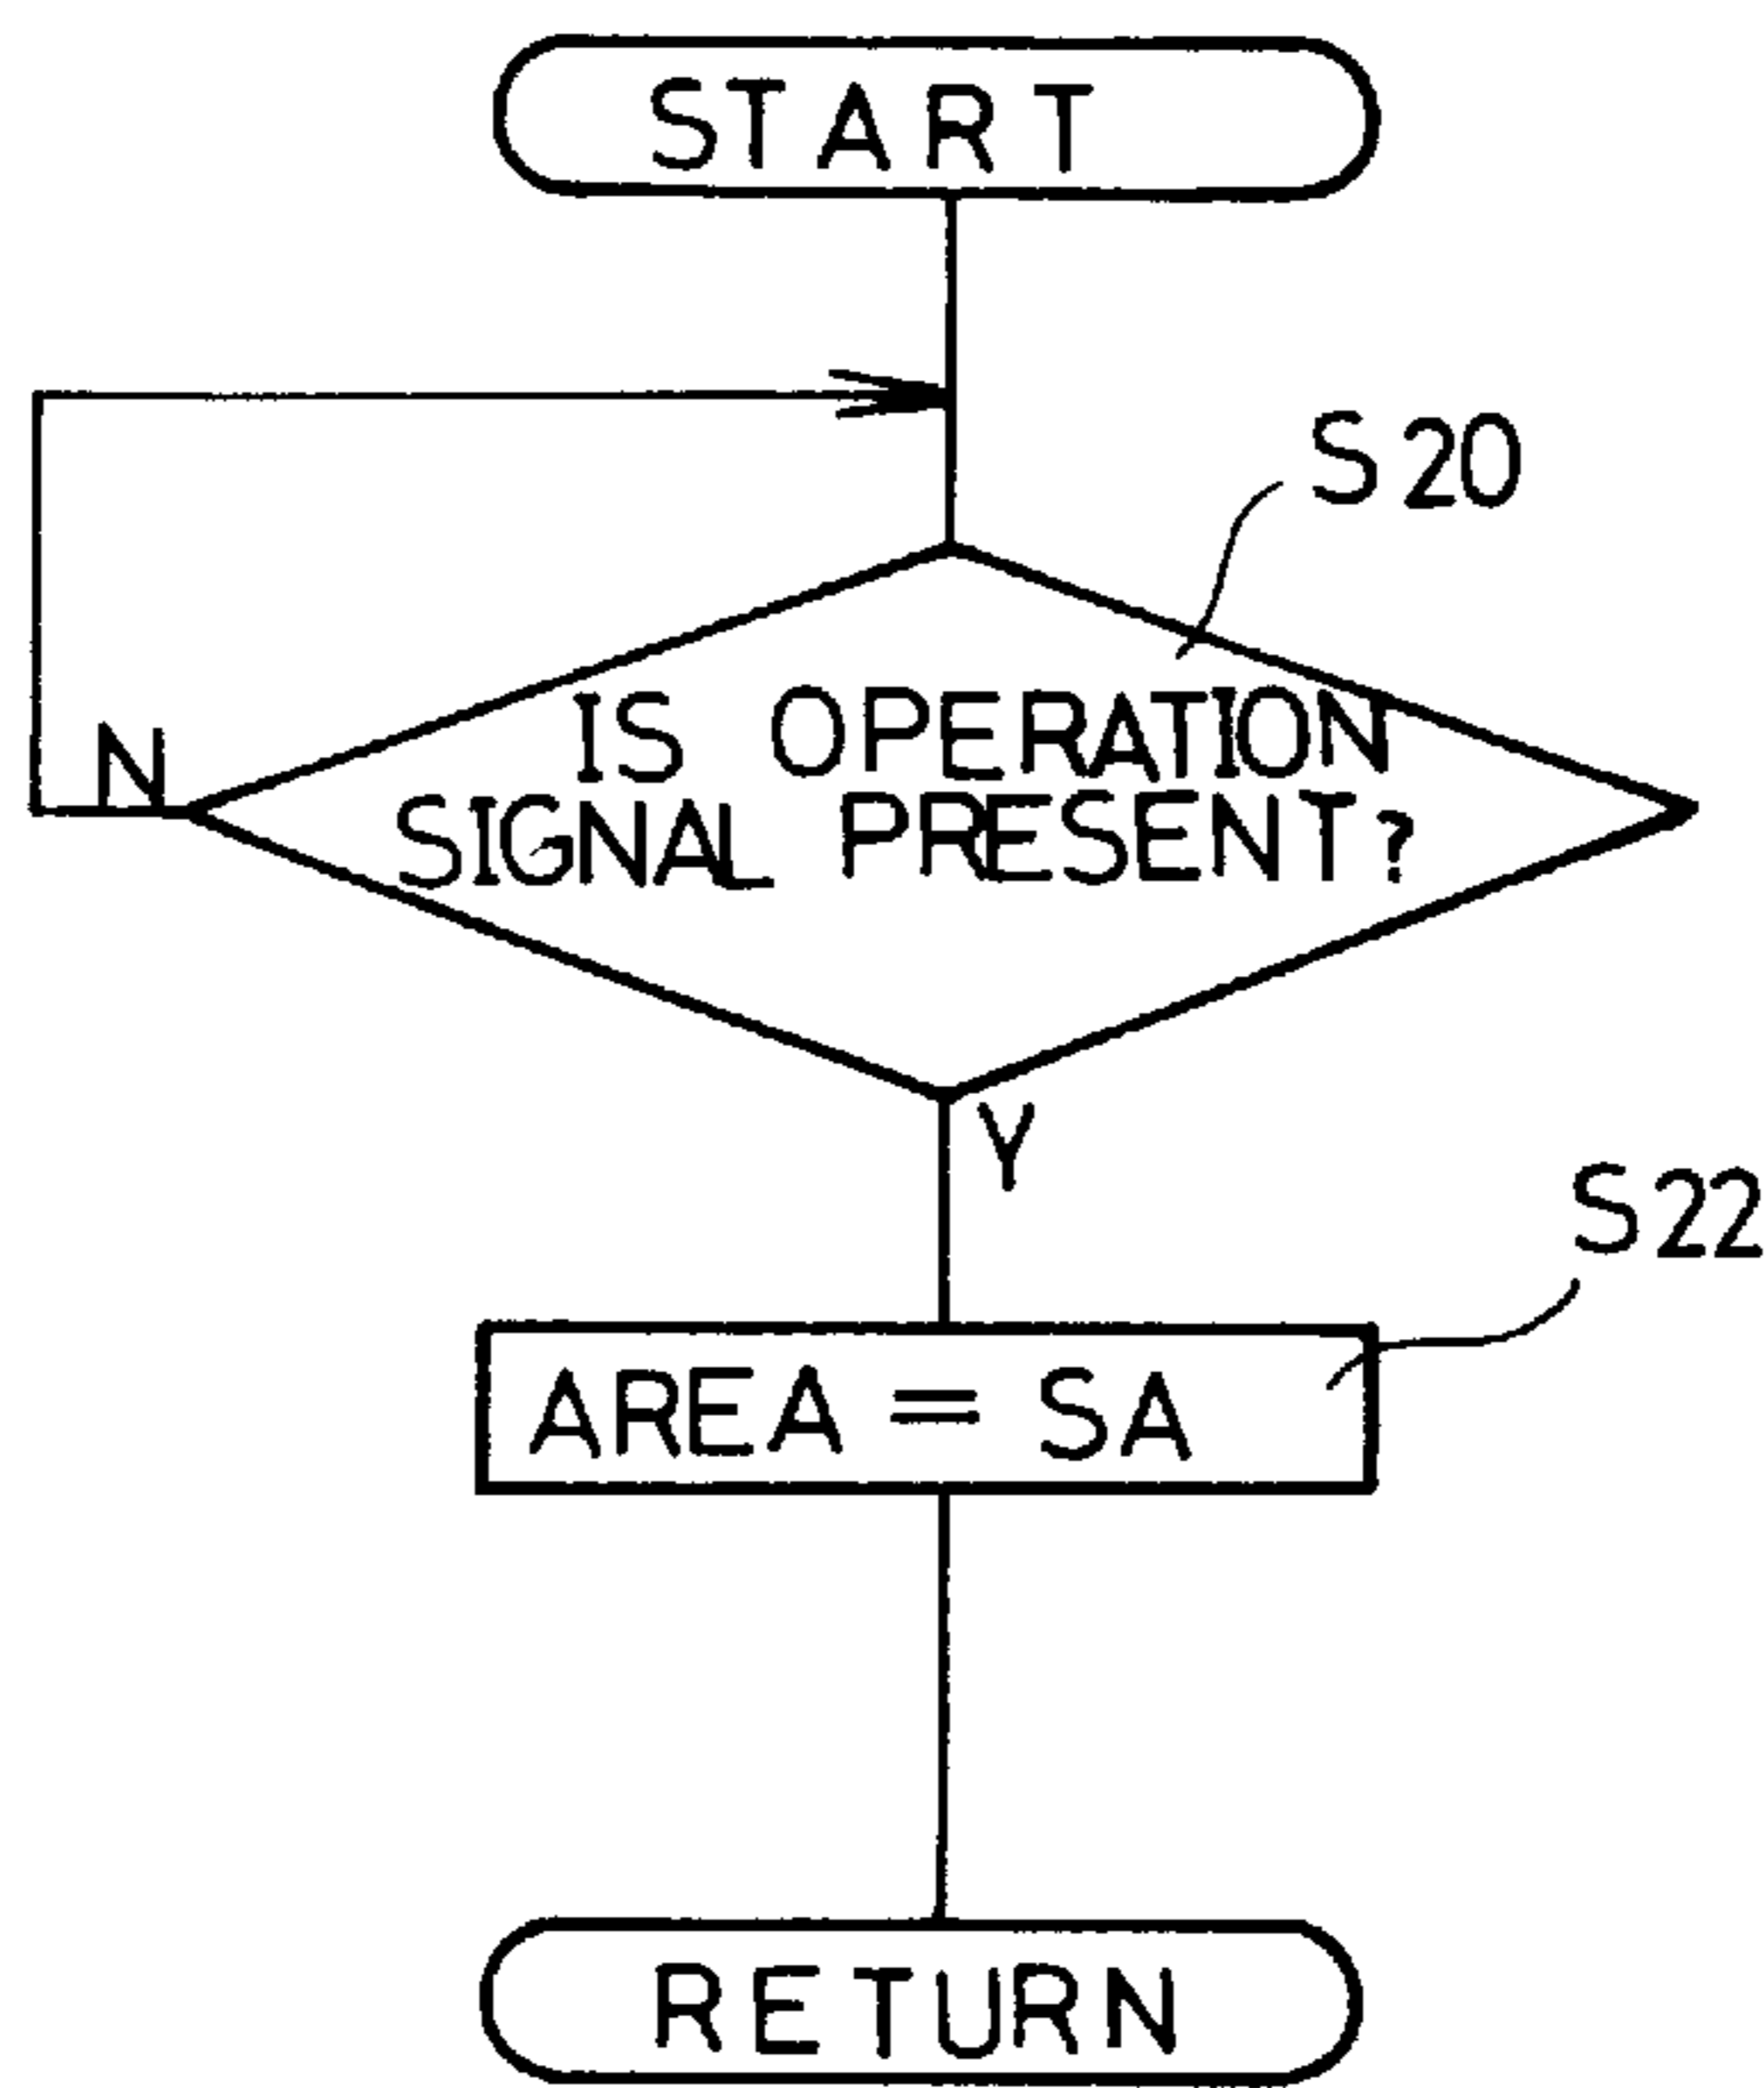 START
S20
IS OPERATION
SIGNAL PRESENT?
N
Y
S22
AREA = SA
RETURN